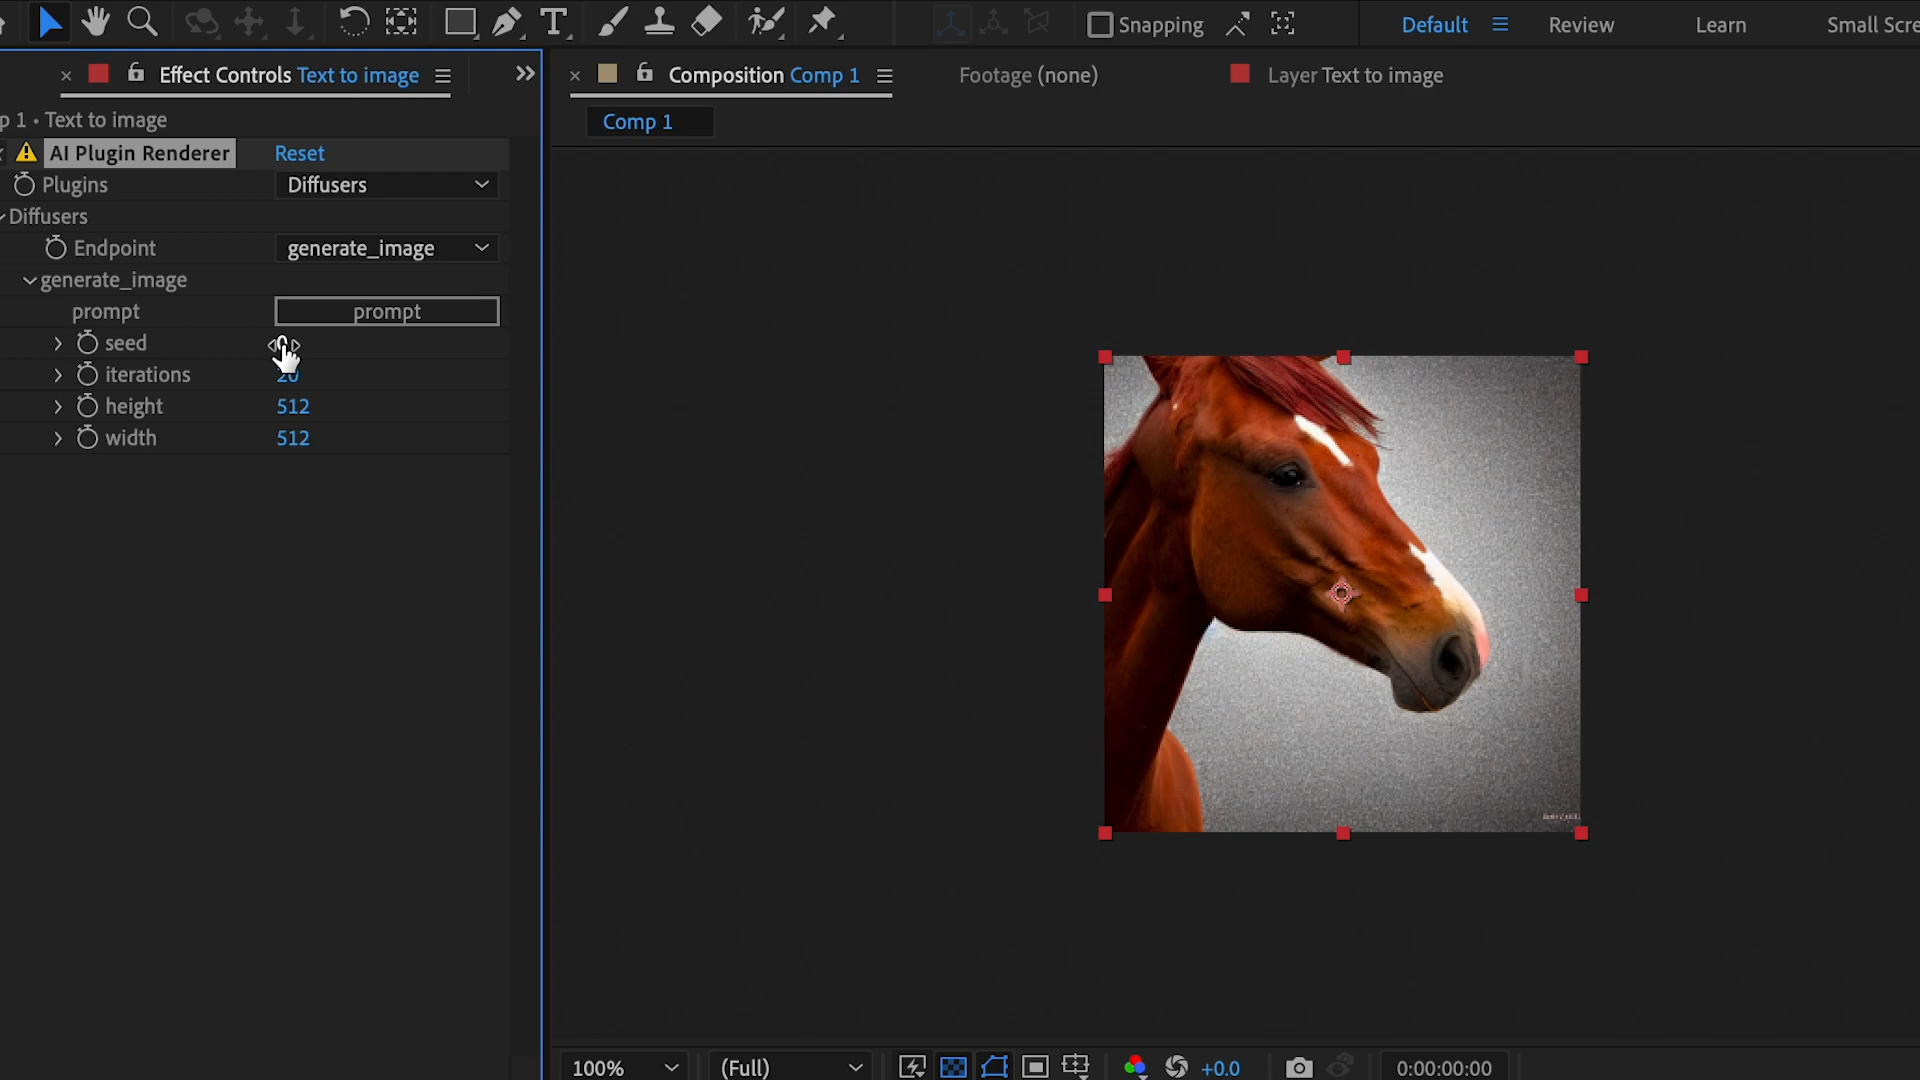 Snapping
Default
Review
Learn
Small Scre
Effect Controls Text to image
Composition Comp 1
Footage (none)
Layer Text to image
p 1 • Text to image
Comp 1
AI Plugin Renderer
Reset
Plugins
Diffusers
Diffusers
Endpoint
generate_image
generate_image
prompt
prompt
seed
0
iterations
20
height
512
width
512
100%
(Full)
+0.0
0:00:00:00